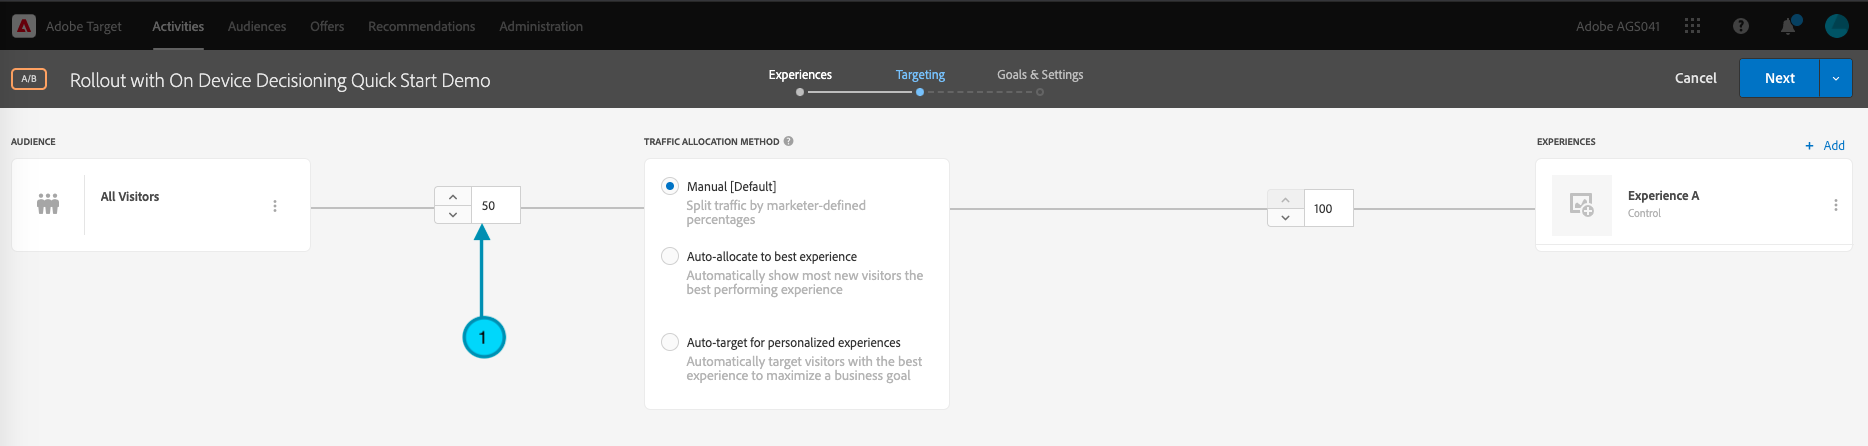 Adobe Target
Activities
Audiences
Offers
Recommendations
Administration
Adobe AGS041
?
A/B
Rollout with On Device Decisioning Quick Start Demo
Experiences
Targeting
Goals & Settings
Cancel
Next
AUDIENCE
All Visitors
50
1
TRAFFIC ALLOCATION METHOD ?
Manual [Default]
Split traffic by marketer-defined
percentages
Auto-allocate to best experience
Automatically show most new visitors the
best performing experience
Auto-target for personalized experiences
Automatically target visitors with the best
experience to maximize a business goal
100
EXPERIENCES
+ Add
Experience A
Control